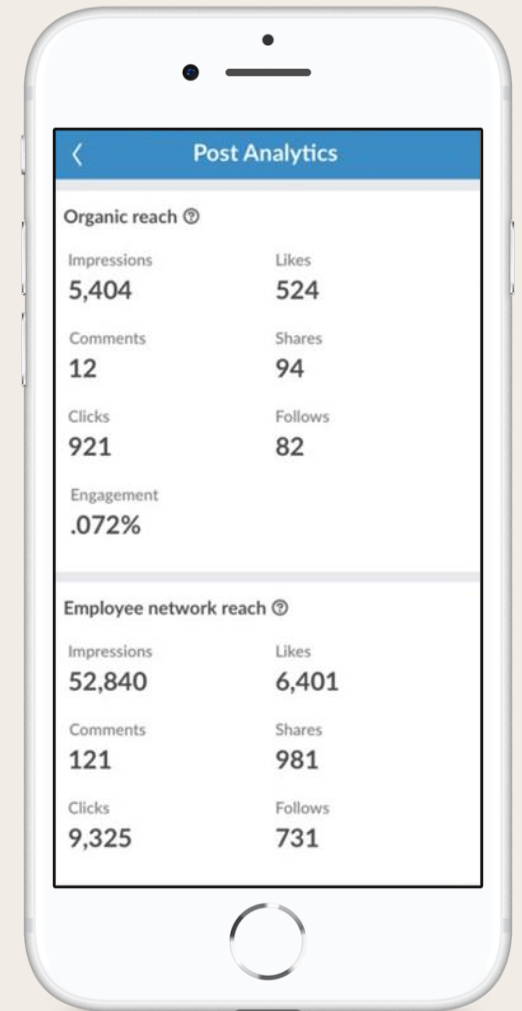 Post Analytics
Organic reach
Impressions Likes
5,404 524
Comments Shares
12 94
Clicks Follows
921 82
Engagement
.072%
Employee network reach
Impressions Likes
52,840 6,401
Comments Shares
121 981
Clicks Follows
9,325 731